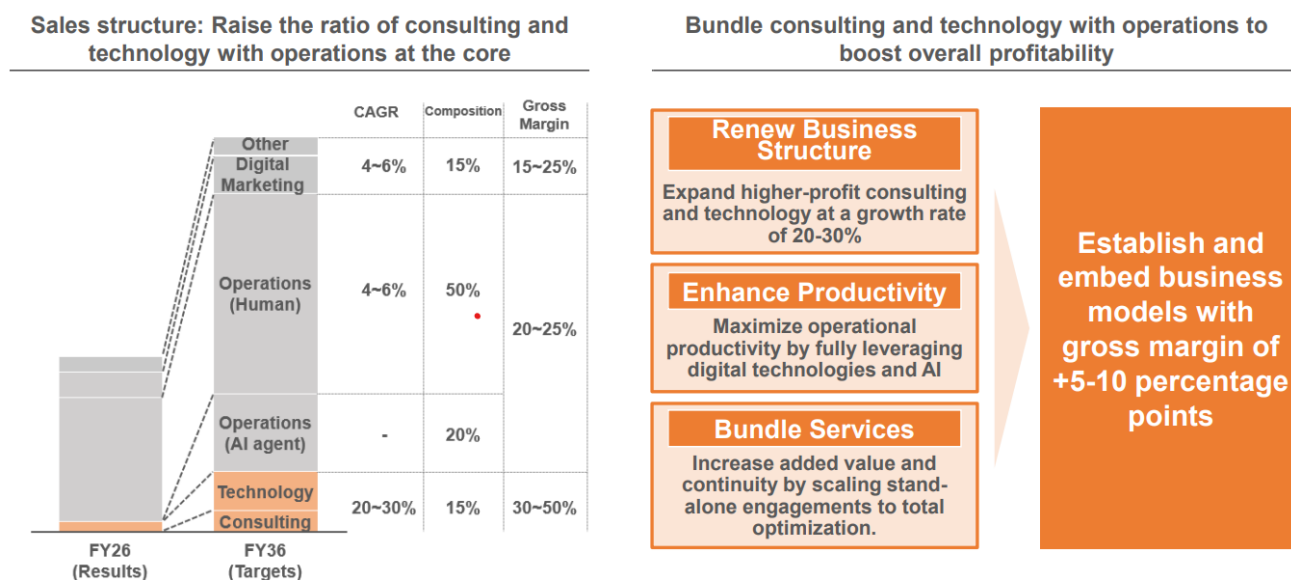 Sales structure: Raise the ratio of consulting and
technology with operations at the core
CAGR
Composition
Gross
Margin
Other
Digital
Marketing
4~6%
15%
15~25%
Operations
(Human)
4~6%
50%
20~25%
Operations
(AI agent)
-
20%
Technology
Consulting
20~30%
15%
30~50%
FY26
(Results)
FY36
(Targets)
Bundle consulting and technology with operations to
boost overall profitability
Renew Business
Structure
Expand higher-profit consulting
and technology at a growth rate
of 20-30%
Enhance Productivity
Maximize operational
productivity by fully leveraging
digital technologies and AI
Bundle Services
Increase added value and
continuity by scaling stand-
alone engagements to total
optimization.
Establish and
embed business
models with
gross margin of
+5-10 percentage
points